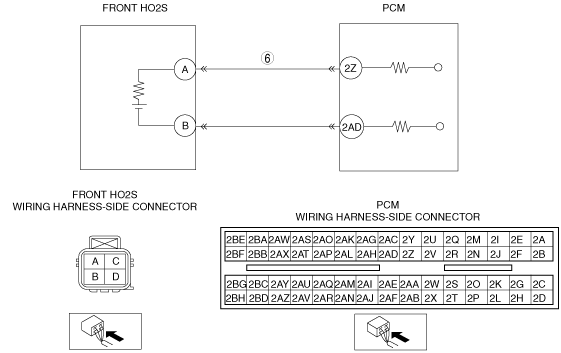 FRONT HO2S
PCM
A
6
2Z
B
2AD
FRONT HO2S
WIRING HARNESS-SIDE CONNECTOR
A C
B D
PCM
WIRING HARNESS-SIDE CONNECTOR
2BE 2BA 2AW 2AS 2AO 2AK 2AG 2AC 2Y 2U 2Q 2M 2I 2E 2A
2BF 2BB 2AX 2AT 2AP 2AL 2AH 2AD 2Z 2V 2R 2N 2J 2F 2B
2BG 2BC 2AY 2AU 2AQ 2AM 2AI 2AE 2AA 2W 2S 2O 2K 2G 2C
2BH 2BD 2AZ 2AV 2AR 2AN 2AJ 2AF 2AB 2X 2T 2P 2L 2H 2D